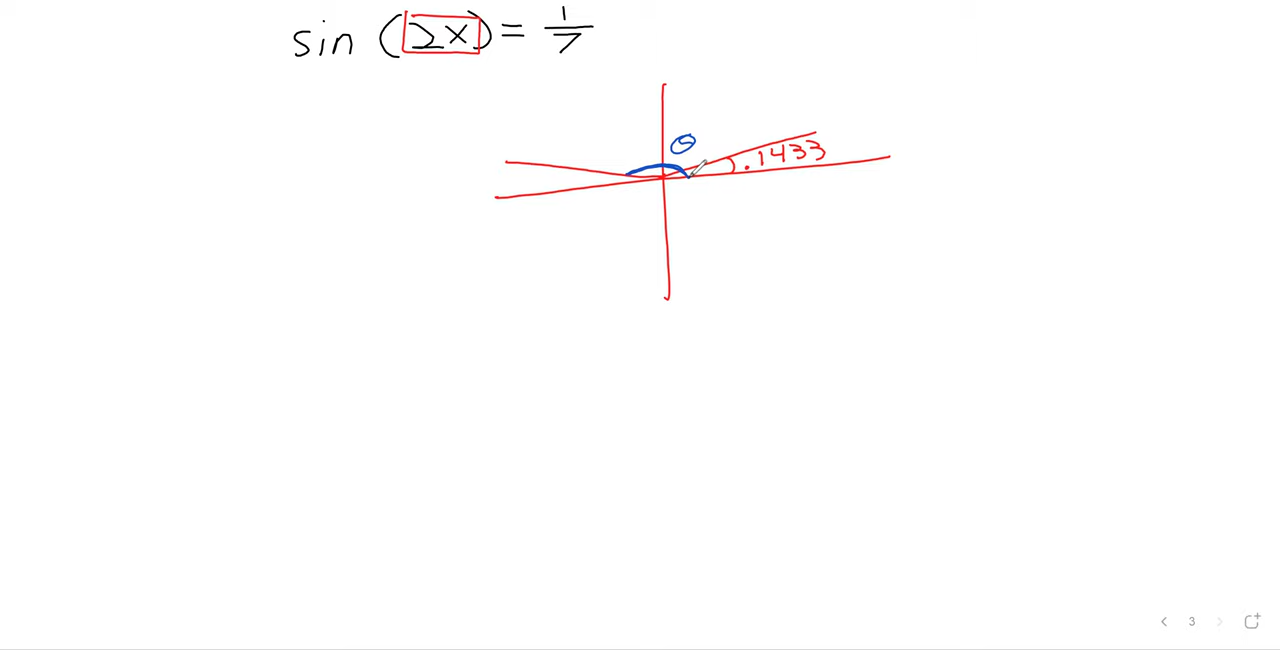 sin (2x) = 1/7
θ
.1433
3